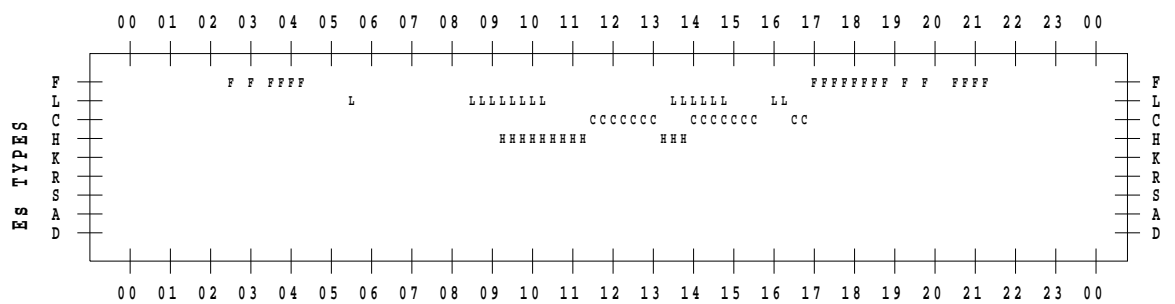 00 01 02 03 04 05 06 07 08 09 10 11 12 13 14 15 16 17 18 19 20 21 22 23 00
F F F FFFF FFFFFFFF F F FFFF F
L L LLLLLLLL LLLLLL LL L
C CCCCCCC CCCCCCC CC C
H HHHHHHHHH HHH H
K K
R R
S S
A A
D D
Es TYPES
00 01 02 03 04 05 06 07 08 09 10 11 12 13 14 15 16 17 18 19 20 21 22 23 00